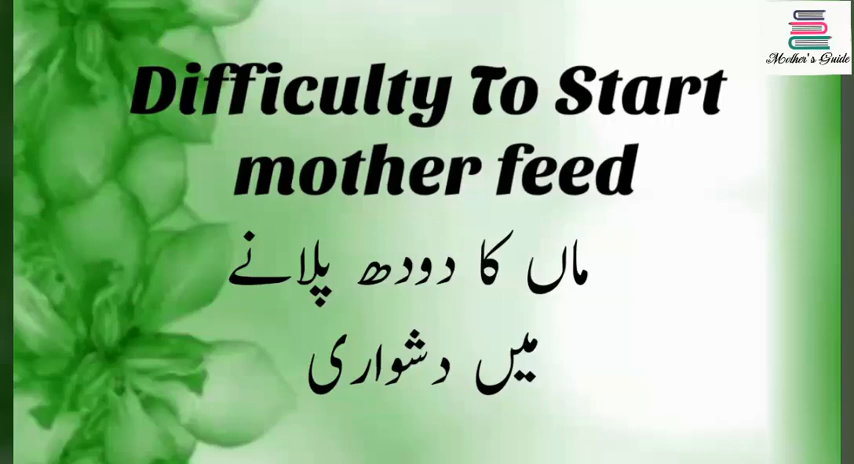 Mother's Guide
Difficulty To Start
mother feed
ماں کا دودھ پلانے
میں دشواری